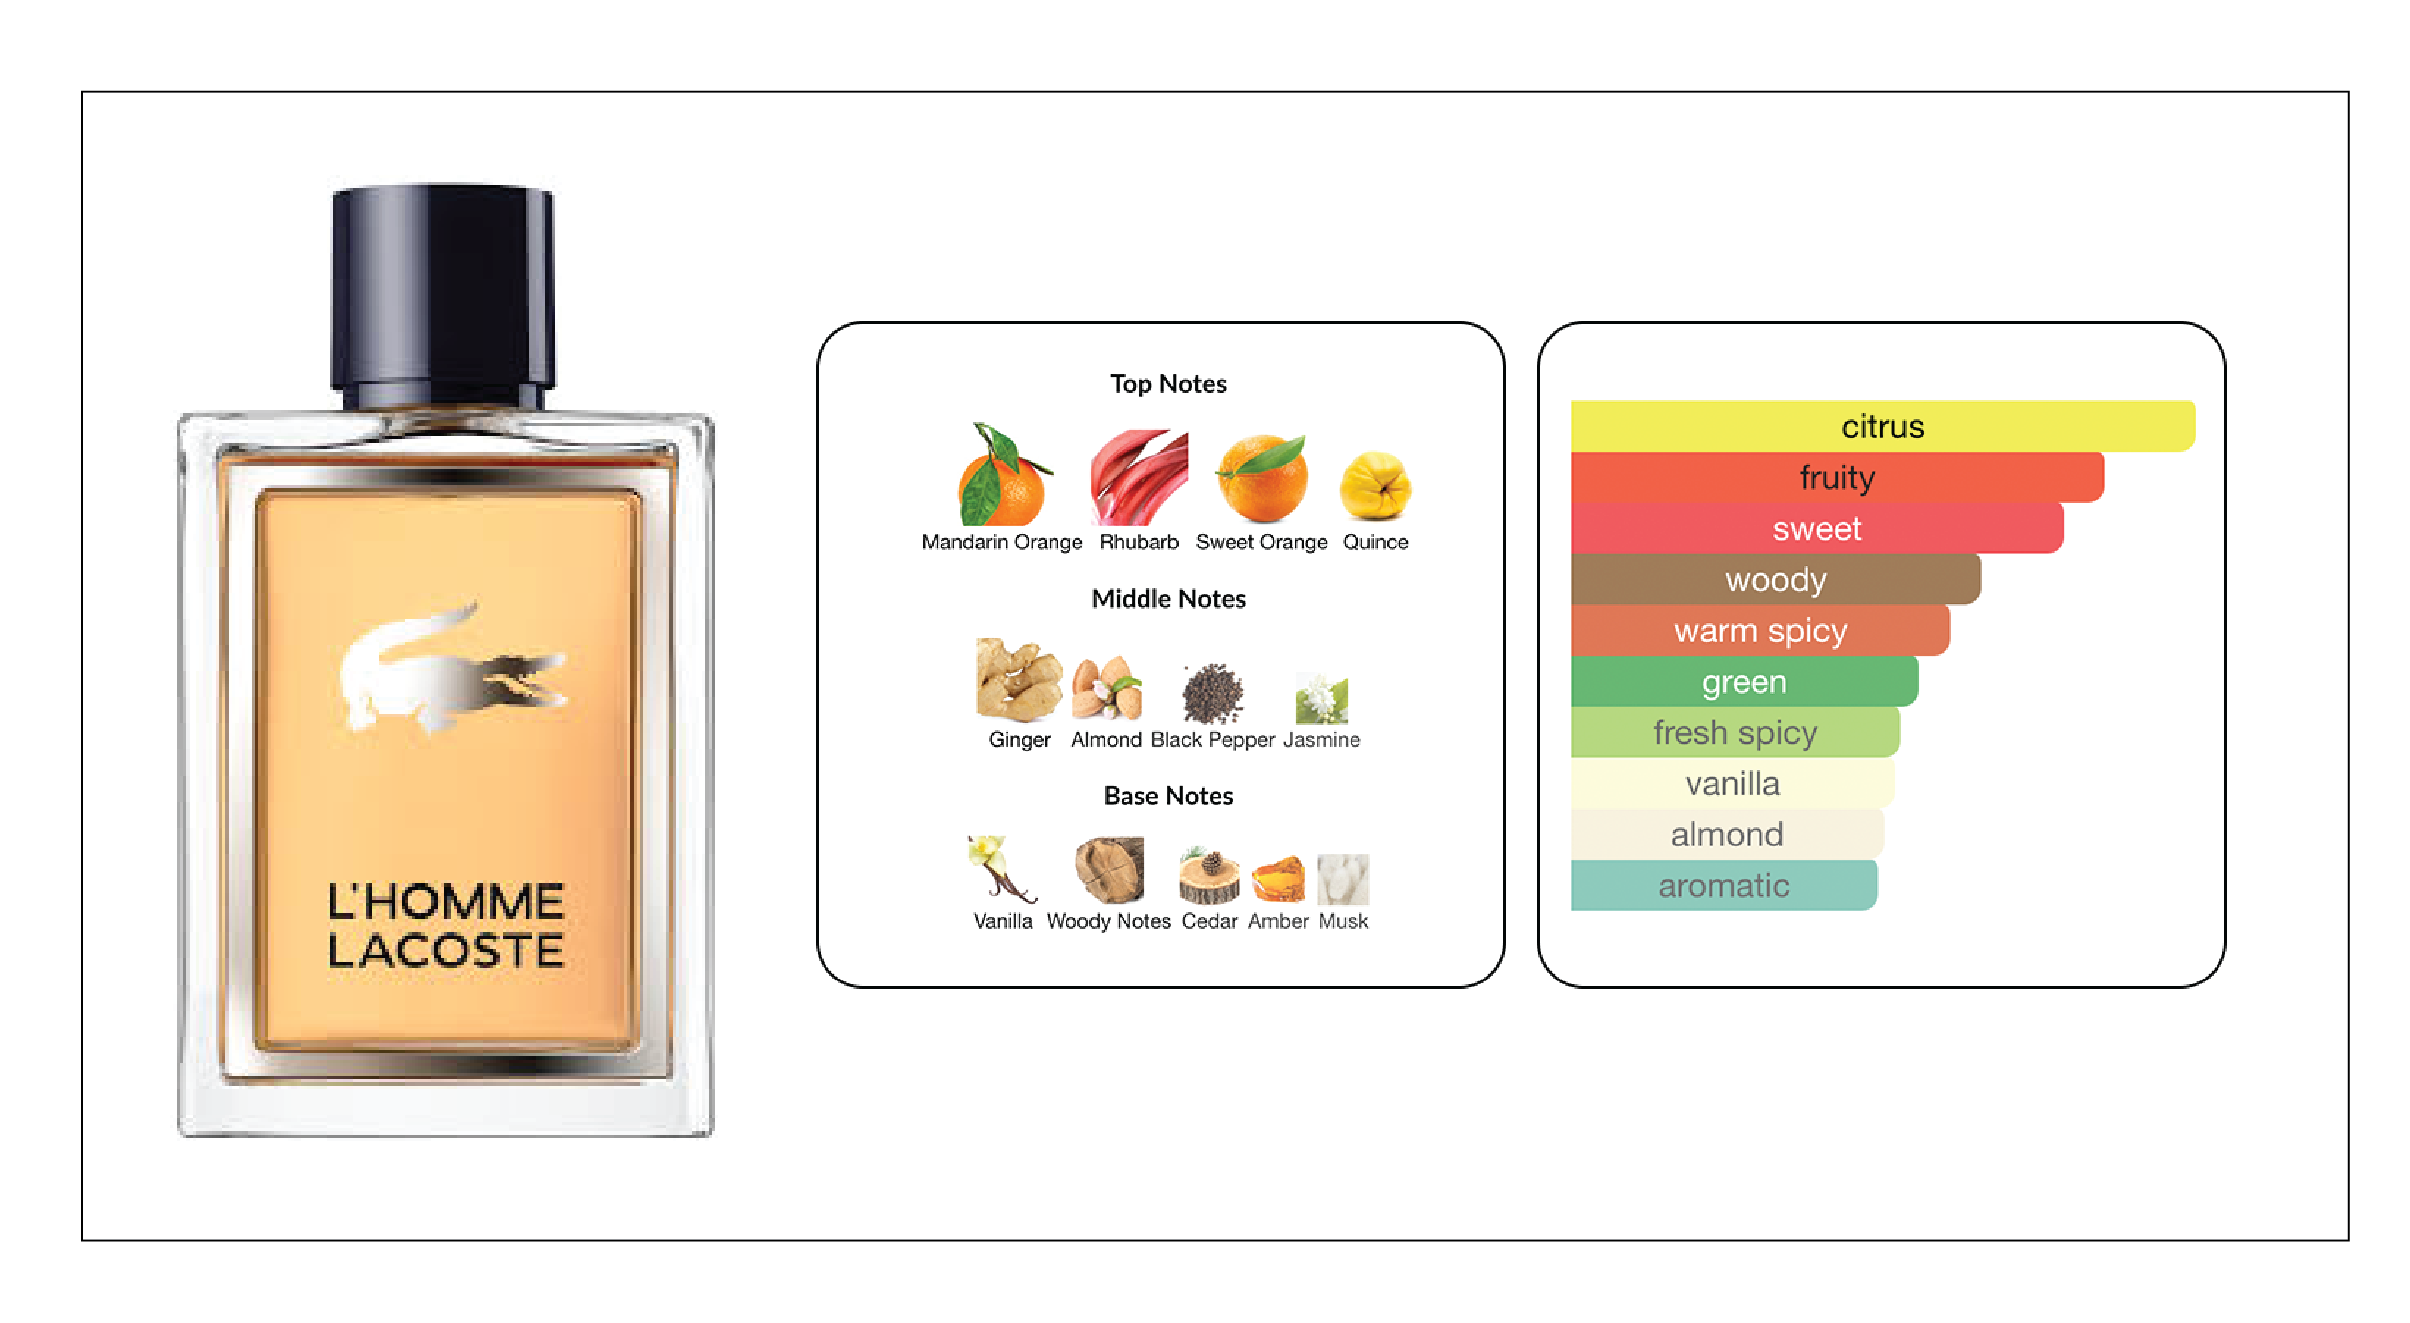 L'HOMME
LACOSTE
Top Notes
Mandarin Orange Rhubarb Sweet Orange Quince
Middle Notes
Ginger Almond Black Pepper Jasmine
Base Notes
Vanilla Woody Notes Cedar Amber Musk
citrus
fruity
sweet
woody
warm spicy
green
fresh spicy
vanilla
almond
aromatic